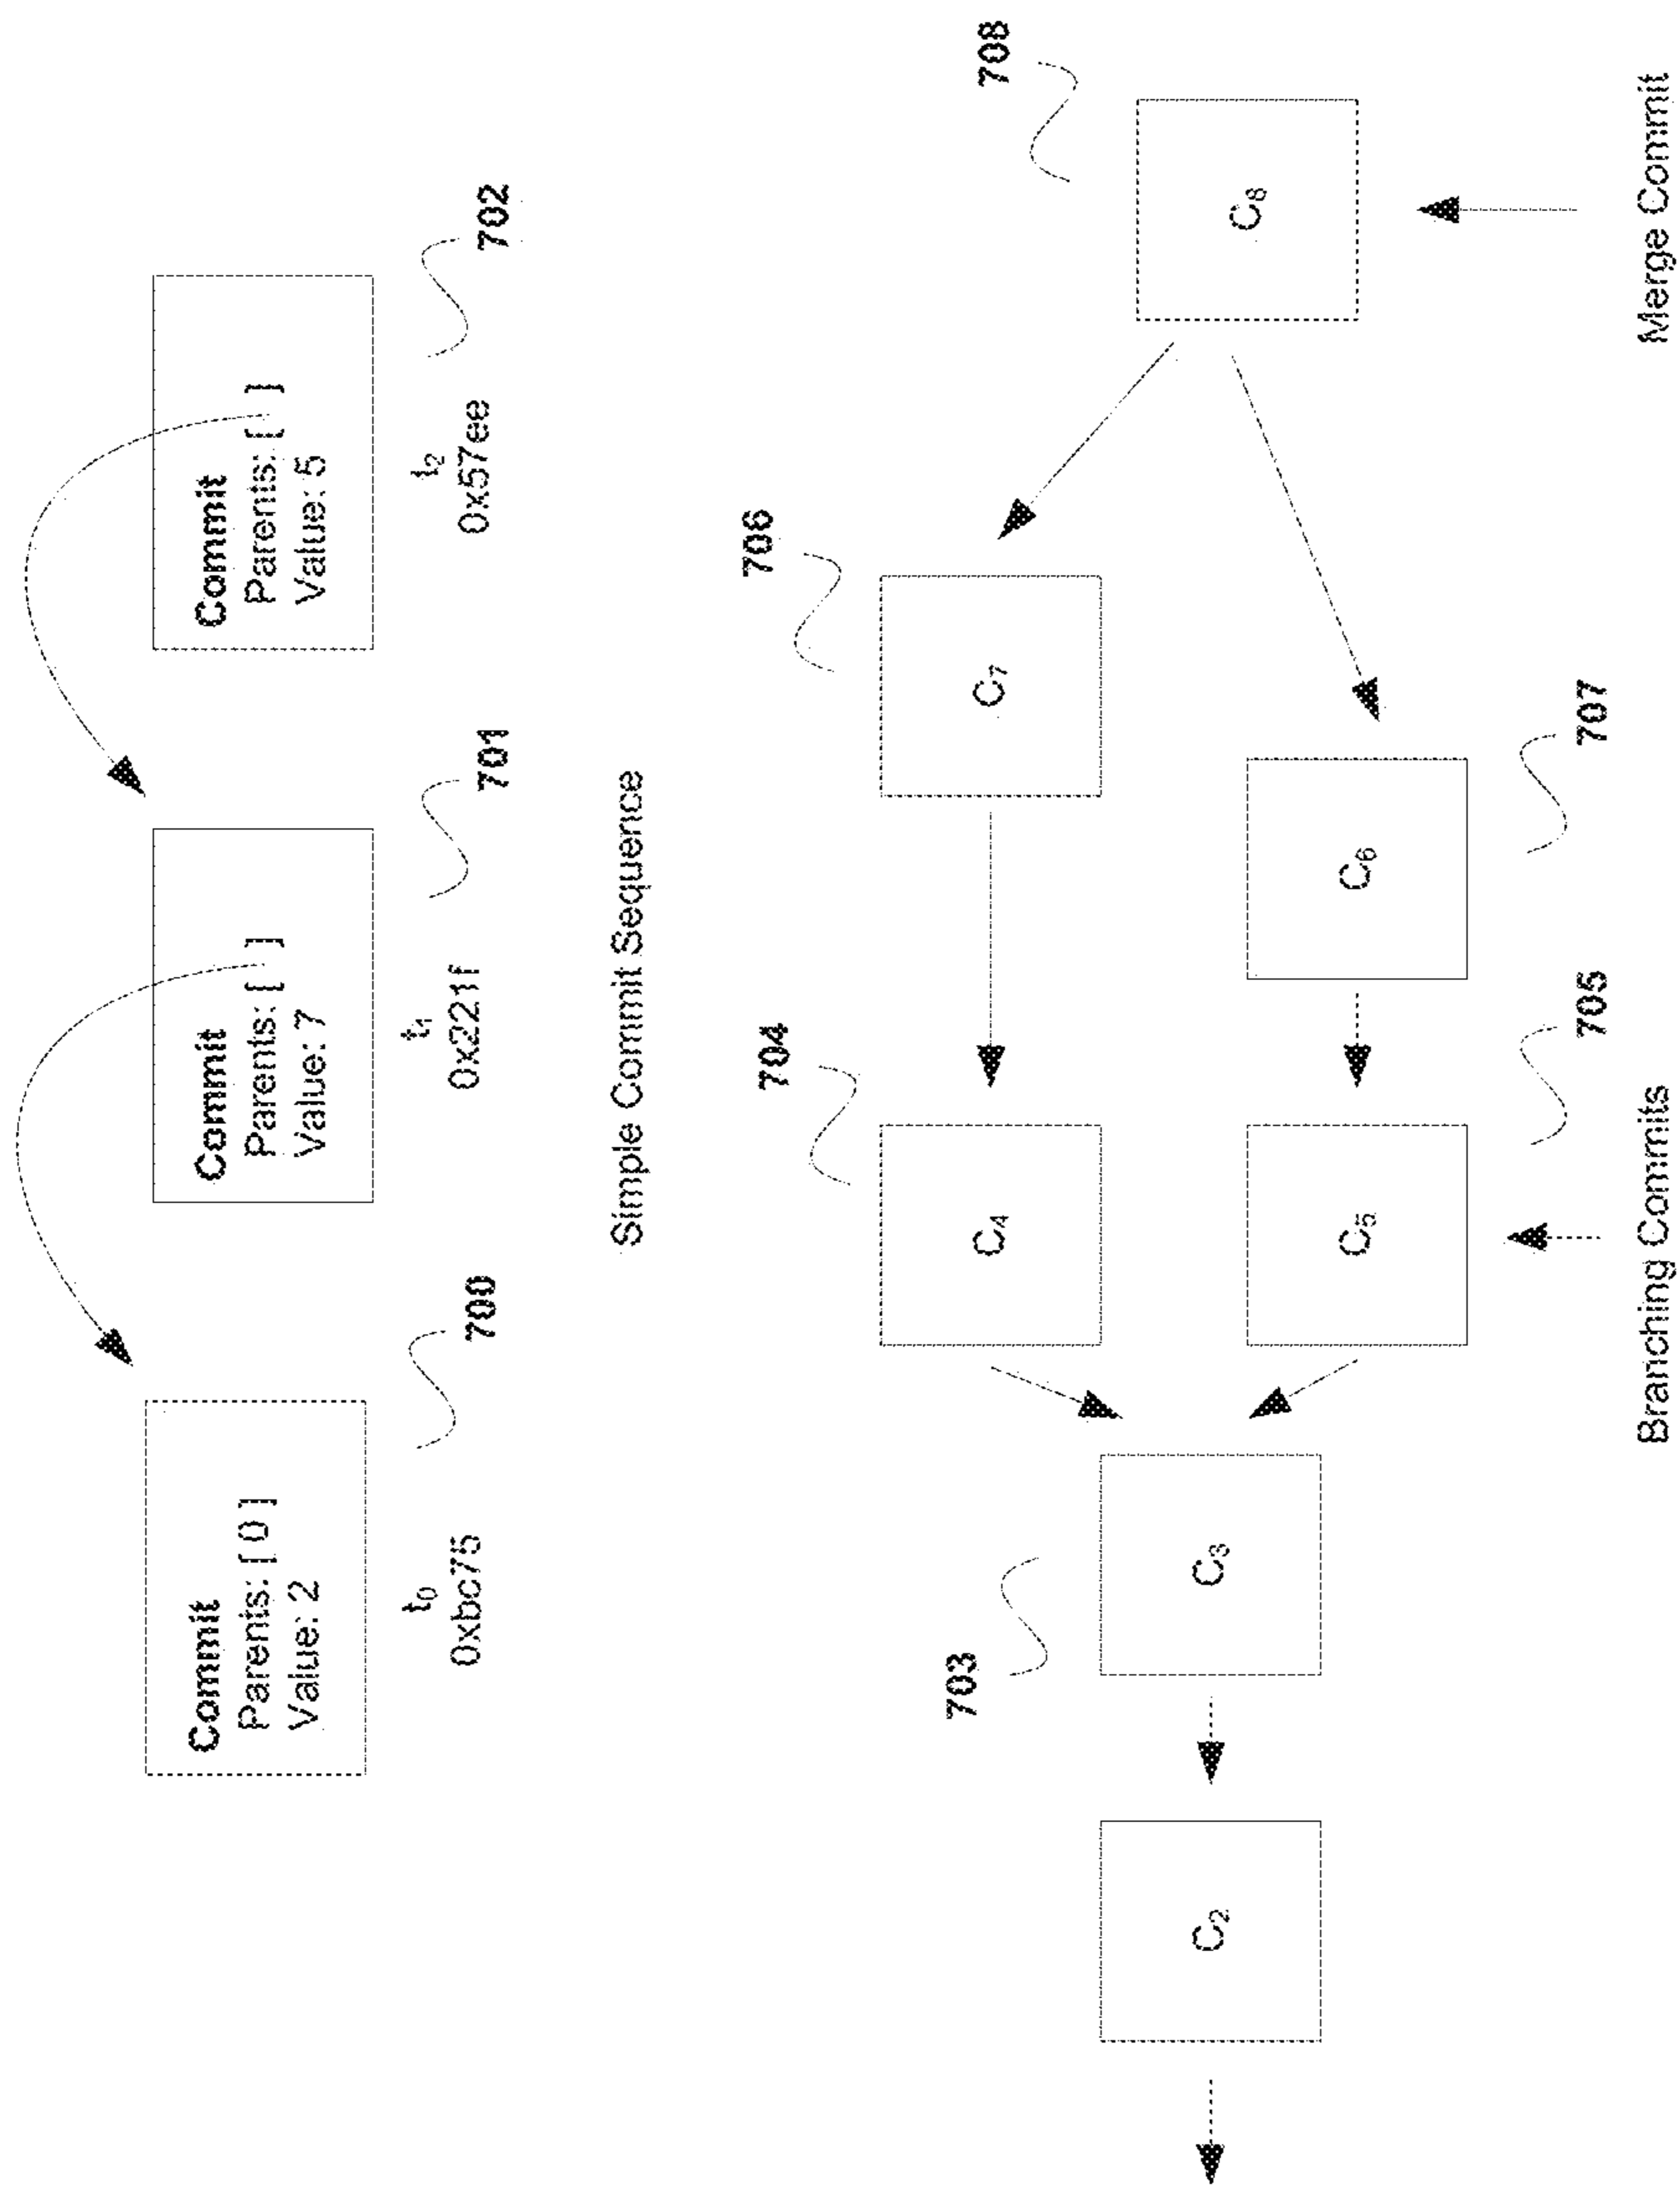 Commit
Parents: [ 0 ]
Value: 2
t0
0xbc75
700
Commit
Parents: [ ]
Value: 7
t1
0x221f
701
Commit
Parents: [ ]
Value: 5
t2
0x57ee
702
Simple Commit Sequence
C2
703
C3
704
C4
705
C5
706
C7
707
C6
708
C8
Branching Commits
Merge Commit